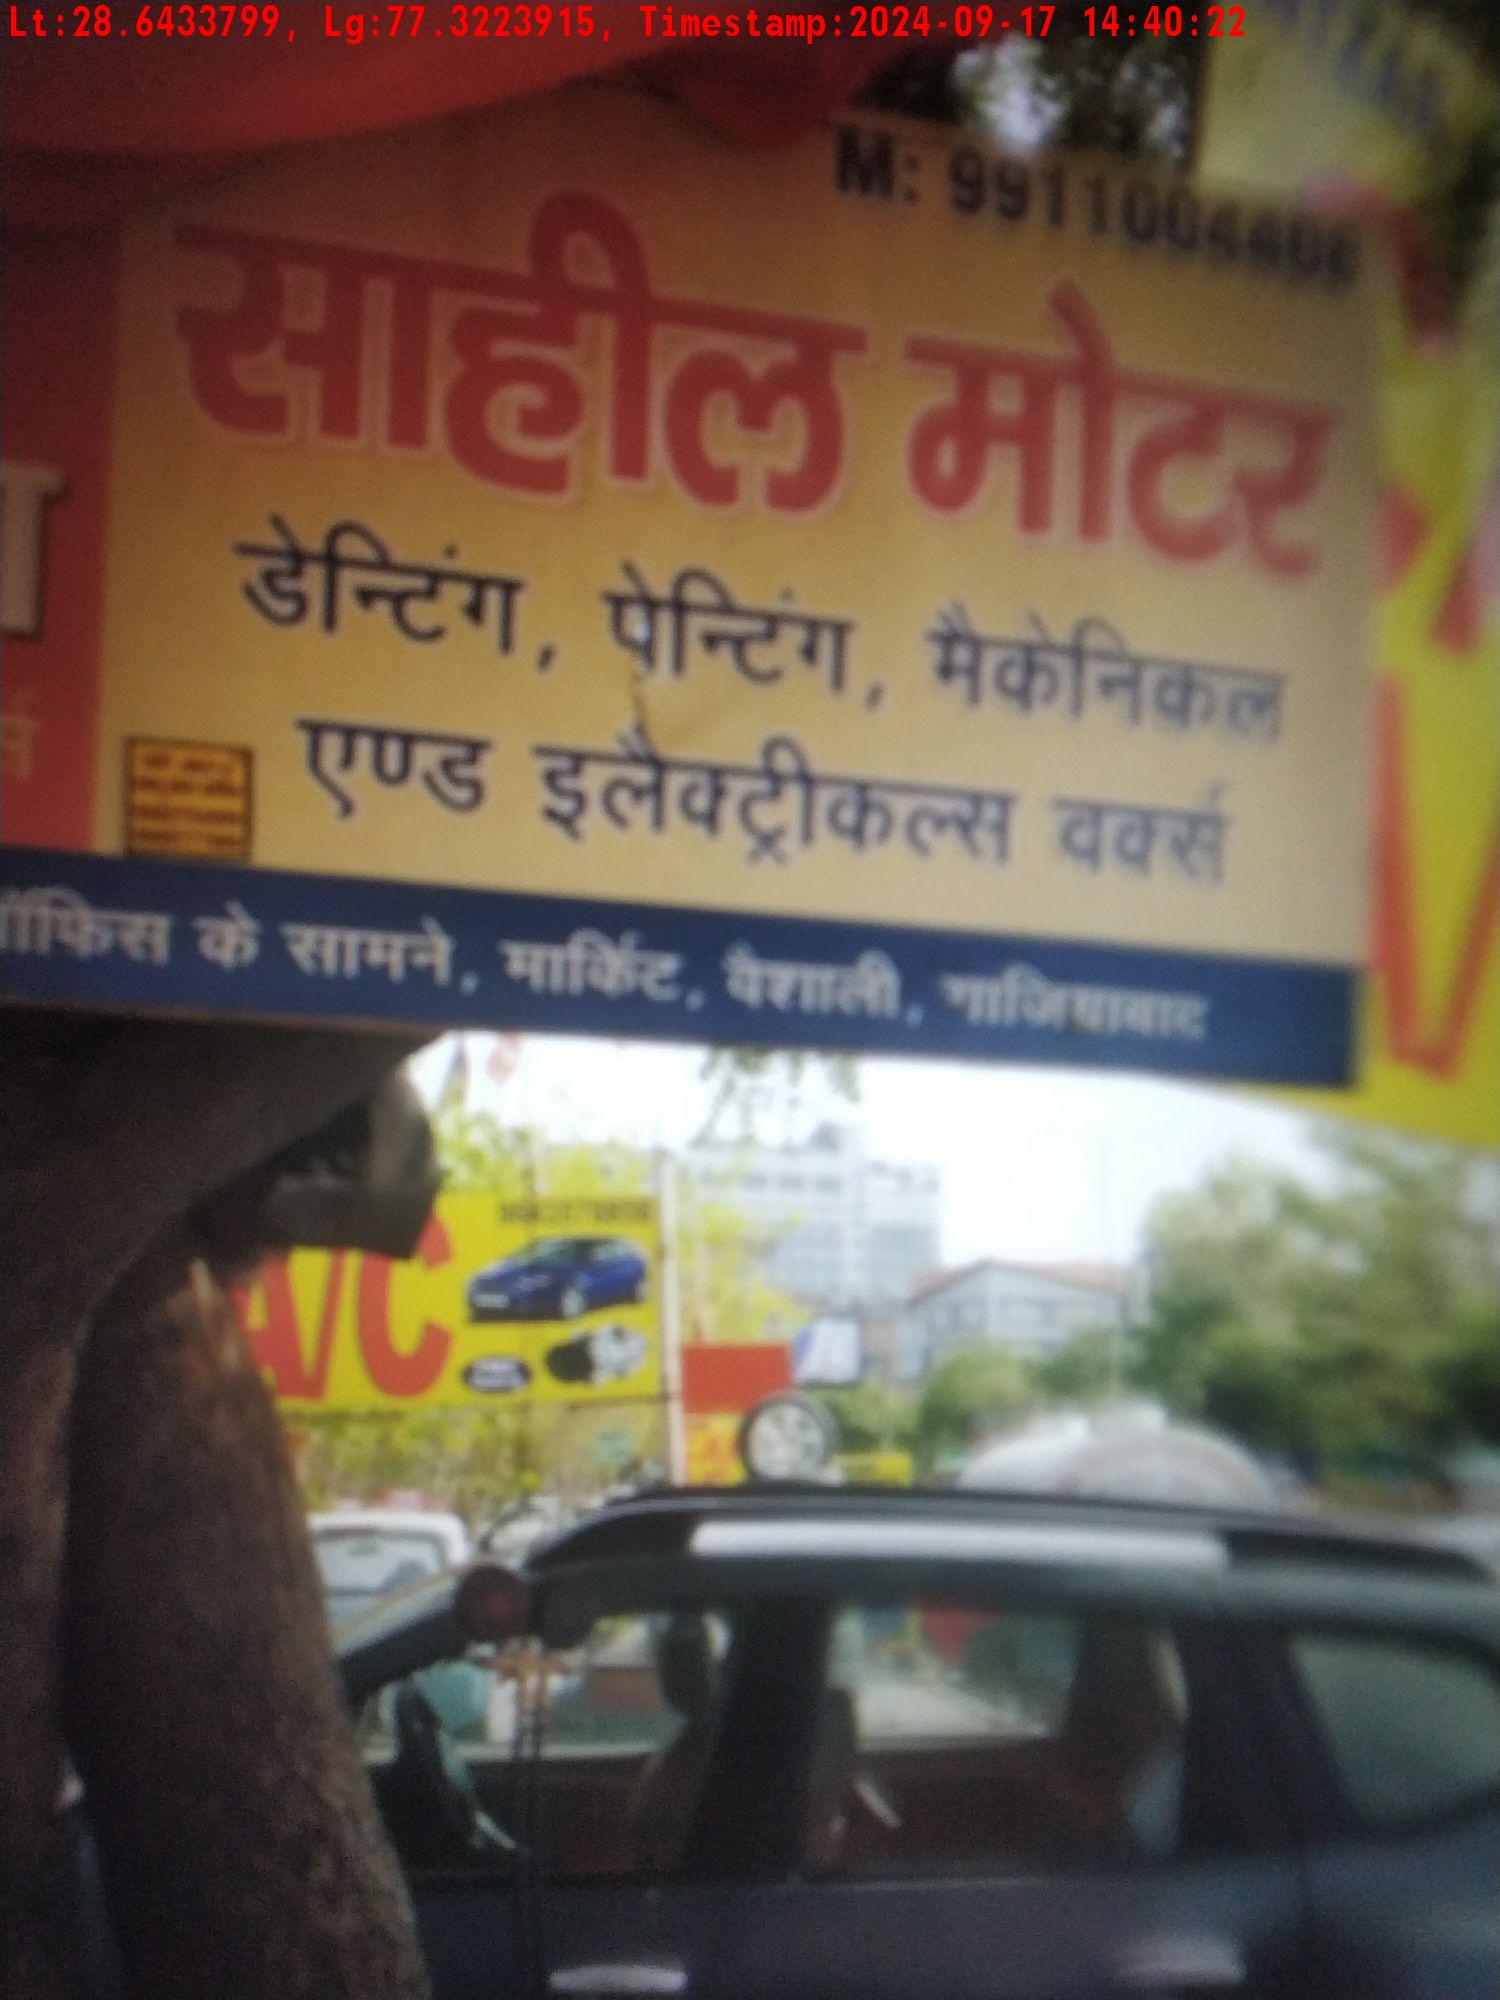 Lt:28.6433799, Lg:77.3223915, Timestamp:2024-09-17 14:40:22
M:
साहील मोटर
डेन्टिंग, पेन्टिंग, मैकेनिकल
एण्ड इलैक्ट्रीकल्स वर्क्स
के सामने, मार्किट, वैशाली, गाजियाबाद
A/C